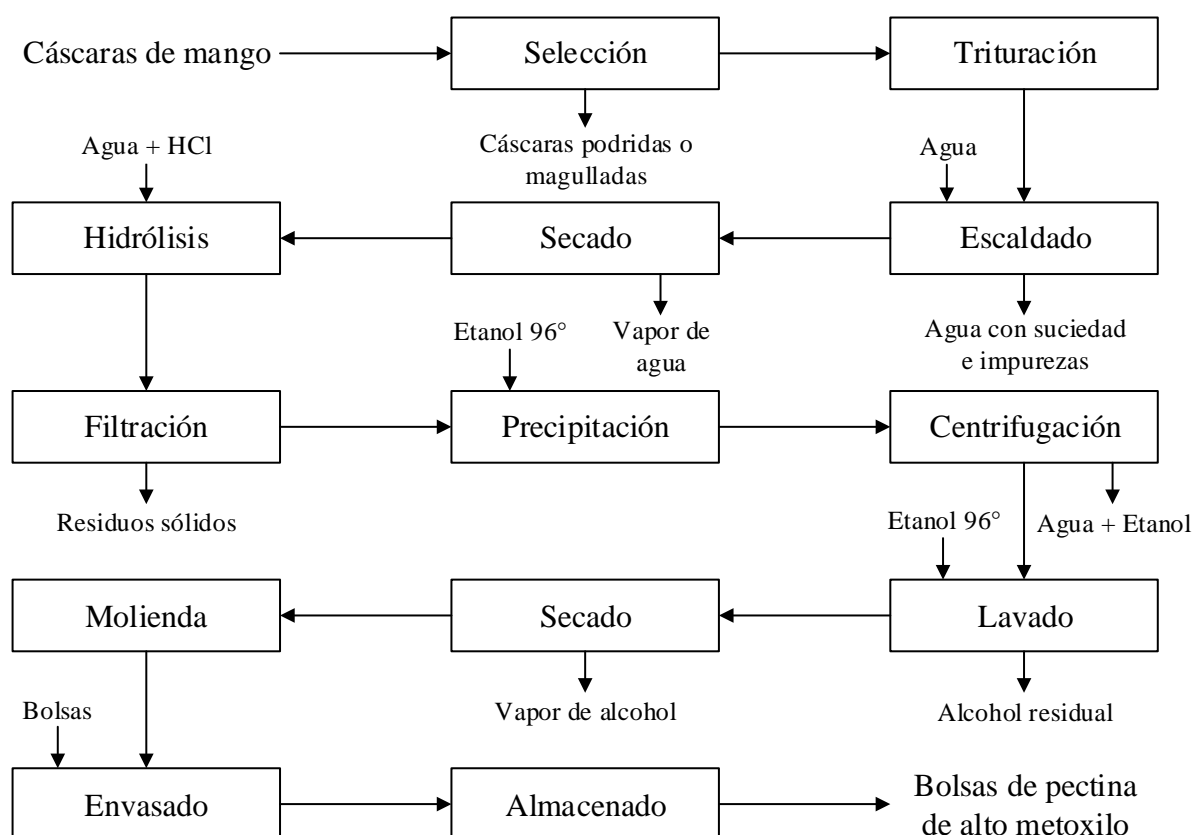 Cáscaras de mango
Selección
Trituración
Cáscaras podridas o
magulladas
Agua
Agua + HCl
Hidrólisis
Secado
Escaldado
Vapor de
agua
Agua con suciedad
e impurezas
Etanol 96°
Filtración
Precipitación
Centrifugación
Residuos sólidos
Etanol 96°
Agua + Etanol
Molienda
Secado
Lavado
Vapor de alcohol
Alcohol residual
Bolsas
Envasado
Almacenado
Bolsas de pectina
de alto metoxilo